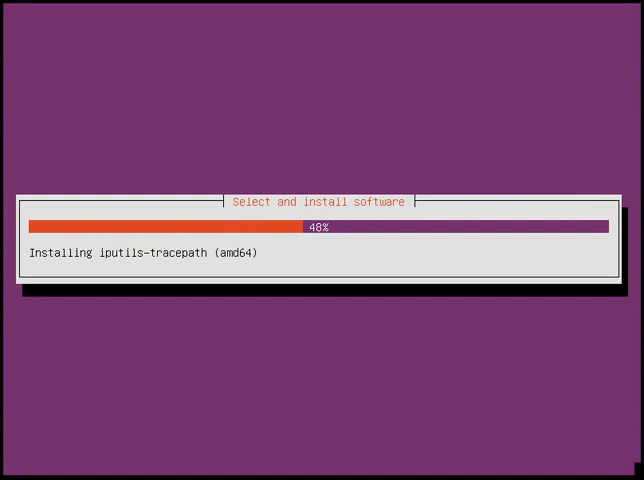 Select and install software
48%
Installing iputils-tracepath (amd64)